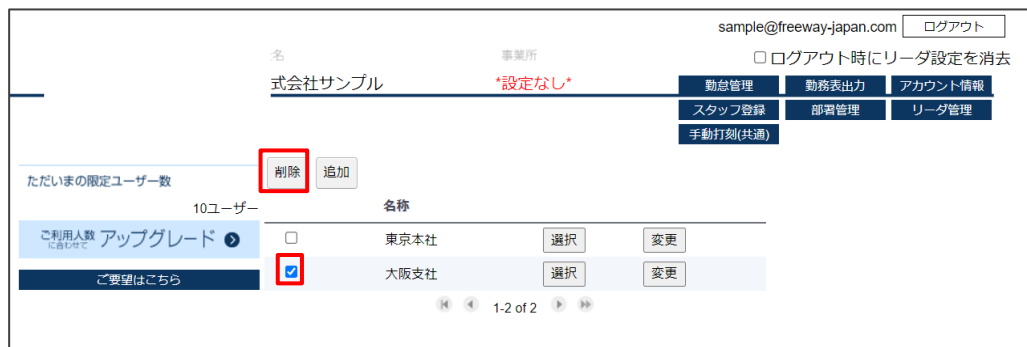 sample@freeway-japan.com ログアウト
名 事業所 ログアウト時にリーダ設定を消去
式会社サンプル *設定なし*
勤怠管理 勤務表出力 アカウント情報
スタッフ登録 部署管理 リーダ管理
手動打刻(共通)
削除 追加
ただいまの限定ユーザー数
10ユーザー 名称
ご利用人数に合わせて アップグレード
東京本社 選択 変更
大阪支社 選択 変更
ご要望はこちら
1-2 of 2